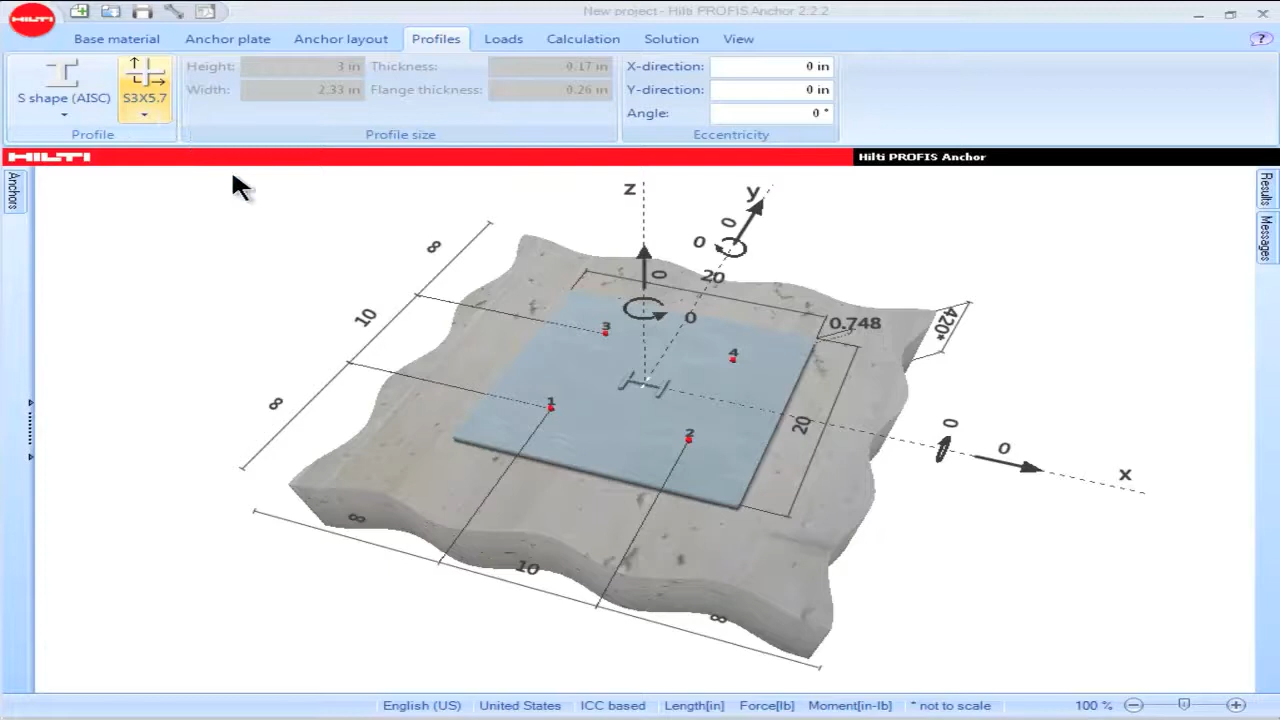 HILTI
New project - Hilti PROFIS Anchor 2.2.2
Base material
Anchor plate
Anchor layout
Profiles
Loads
Calculation
Solution
View
?
S shape (AISC)
S3X5.7
Profile
Height:
3 in
Thickness:
0.17 in
Width:
2.33 in
Flange thickness:
0.26 in
Profile size
X-direction:
0 in
Y-direction:
0 in
Angle:
0 °
Eccentricity
HILTI
Hilti PROFIS Anchor
Anchors
Results
Messages
z
y
0
0
20
0
0
∞
10
∞
3
4
0.748
420*
1
2
20
0
0
x
∞
10
∞
English (US)
United States
ICC based
Length[in]
Force[lb]
Moment[in-lb]
* not to scale
100 %